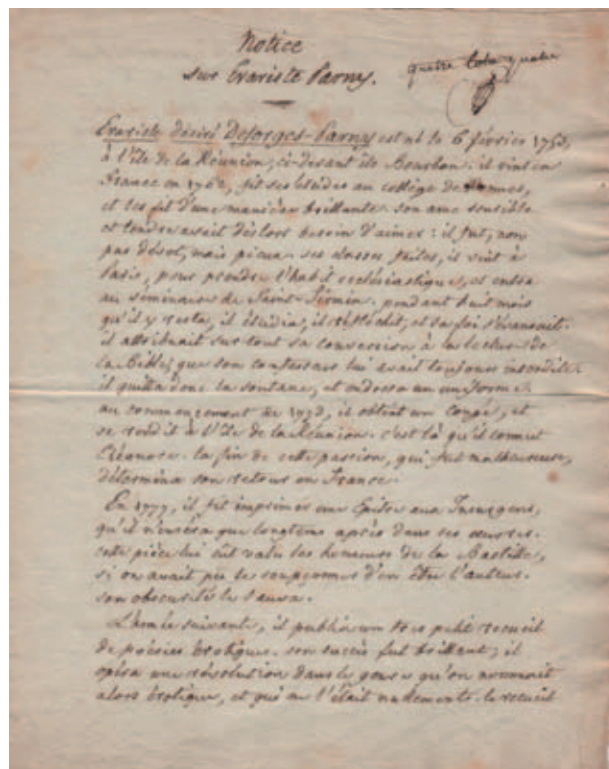 Notice
sur Evariste Parny.
Evariste désiré Desforges-Parny est né le 6 février 1753,
à l'île de la Réunion, ci-devant île Bourbon. il vint en
France en 1762, fit ses études au collège de Rennes,
et les fit d'une manière brillante. son ame sensible
et tendre avait dèslors besoin d'aimer : il fut, non
pas dévot, mais pieux. ses classes faites, il vint à
Paris, pour prendre l'habit ecclésiastique, et entra
au séminaire de Saint-Firmin. pendant huit mois
qu'il y resta, il étudia, il réfléchit, et sa foi s'évanouit.
il attribuait sur tout sa conversion à la lecture de
la Bible, que son confesseur lui avait toujours interdite.
il quitta donc la soutane, et endossa un uniforme.
au commencement de 1773, il obtint un congé, et
se rendit à l'île de la Réunion. c'est là qu'il connut
Eléonore. la fin de cette passion, qui fut malheureuse,
détermina son retour en France.
En 1777, il fit imprimer une Epître aux Insurgens,
qu'il n'inséra que longtems après dans ses œuvres.
cette pièce lui eût valu les honneurs de la Bastille,
si on avait pu le soupçonner d'en être l'auteur.
son obscurité le sauva.
L'année suivante, il publia un très petit recueil
de poésies érotiques. son succès fut brillant; il
opéra une révolution dans le genre qu'on nommait
alors érotique, et qui ne l'était nullement. le recueil